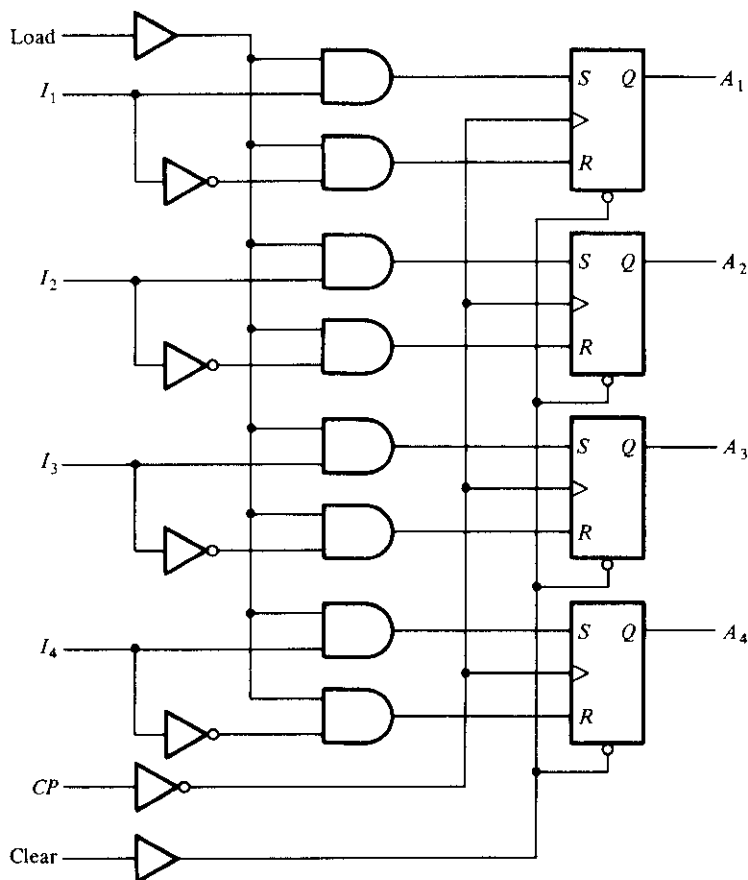 Load
I1
S Q A1
R
I2
S Q A2
R
I3
S Q A3
R
I4
S Q A4
R
CP
Clear